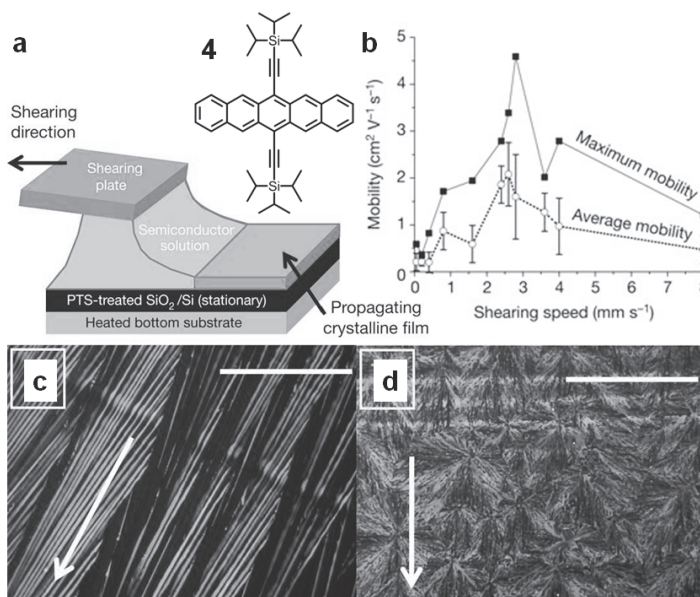 a
4
Si
Si
Shearing
direction
Shearing
plate
Semiconductor
solution
PTS-treated SiO₂/Si (stationary)
Heated bottom substrate
Propagating
crystalline film
b
Mobility (cm² V⁻¹ s⁻¹)
5
4
3
2
1
0
Maximum mobility
Average mobility
0 1 2 3 4 5 6 7
Shearing speed (mm s⁻¹)
c
d